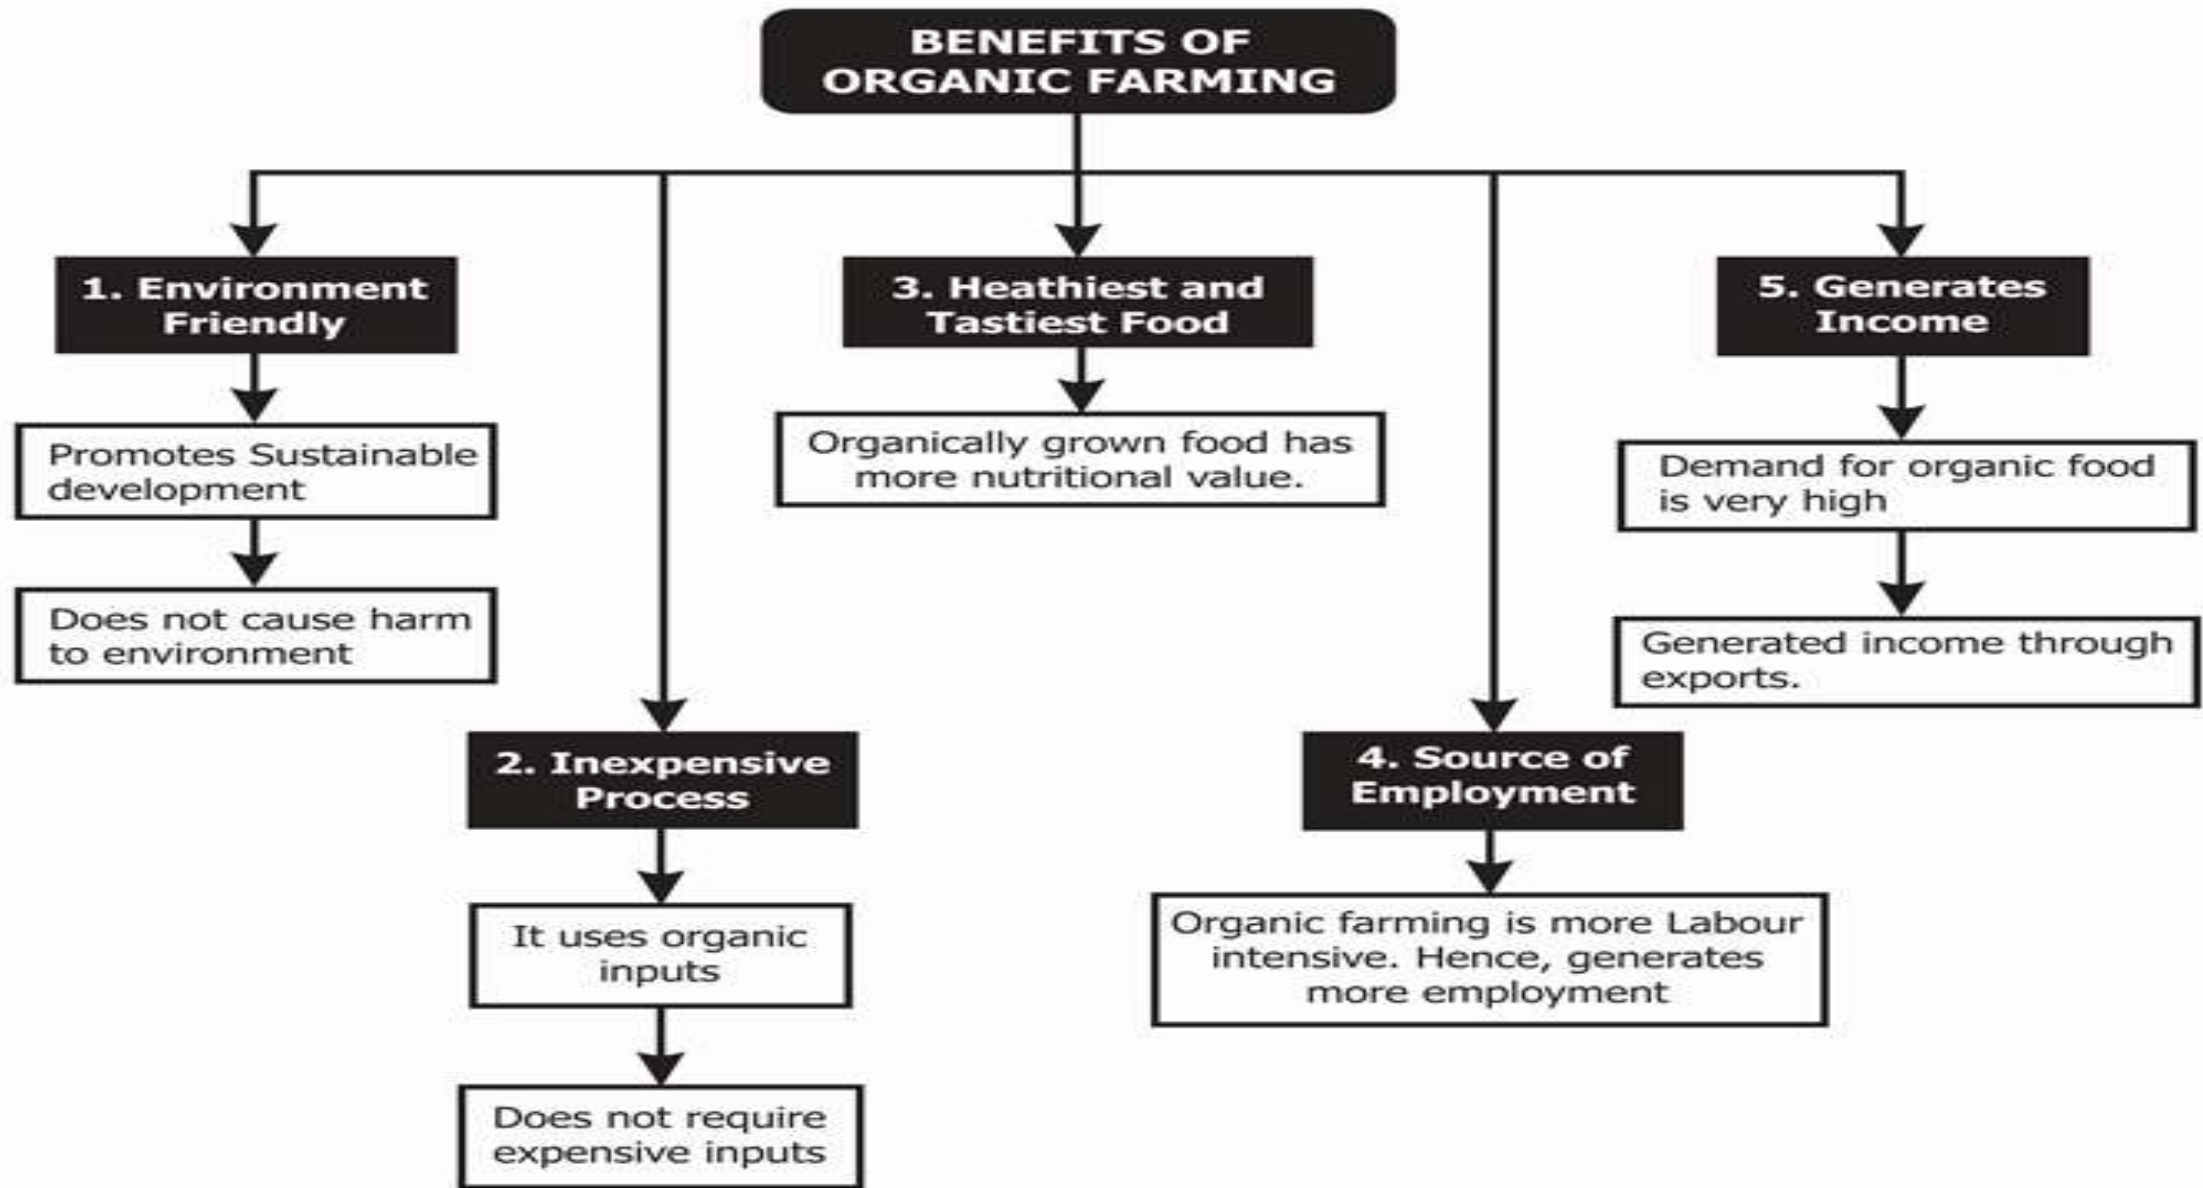 BENEFITS OF
ORGANIC FARMING
1. Environment
Friendly
Promotes Sustainable
development
Does not cause harm
to environment
2. Inexpensive
Process
It uses organic
inputs
Does not require
expensive inputs
3. Heathiest and
Tastiest Food
Organically grown food has
more nutritional value.
4. Source of
Employment
Organic farming is more Labour
intensive. Hence, generates
more employment
5. Generates
Income
Demand for organic food
is very high
Generated income through
exports.